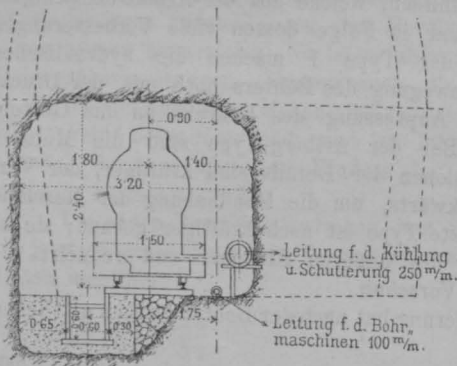 0·90
1·80
1·40
3·20
2·40
1·50
Leitung f. d. Kühlung
u. Schutterung 250 m/m.
0·65
0·60
0·60
0·30
1·75
Leitung f. d. Bohr„
maschinen 100 m/m.